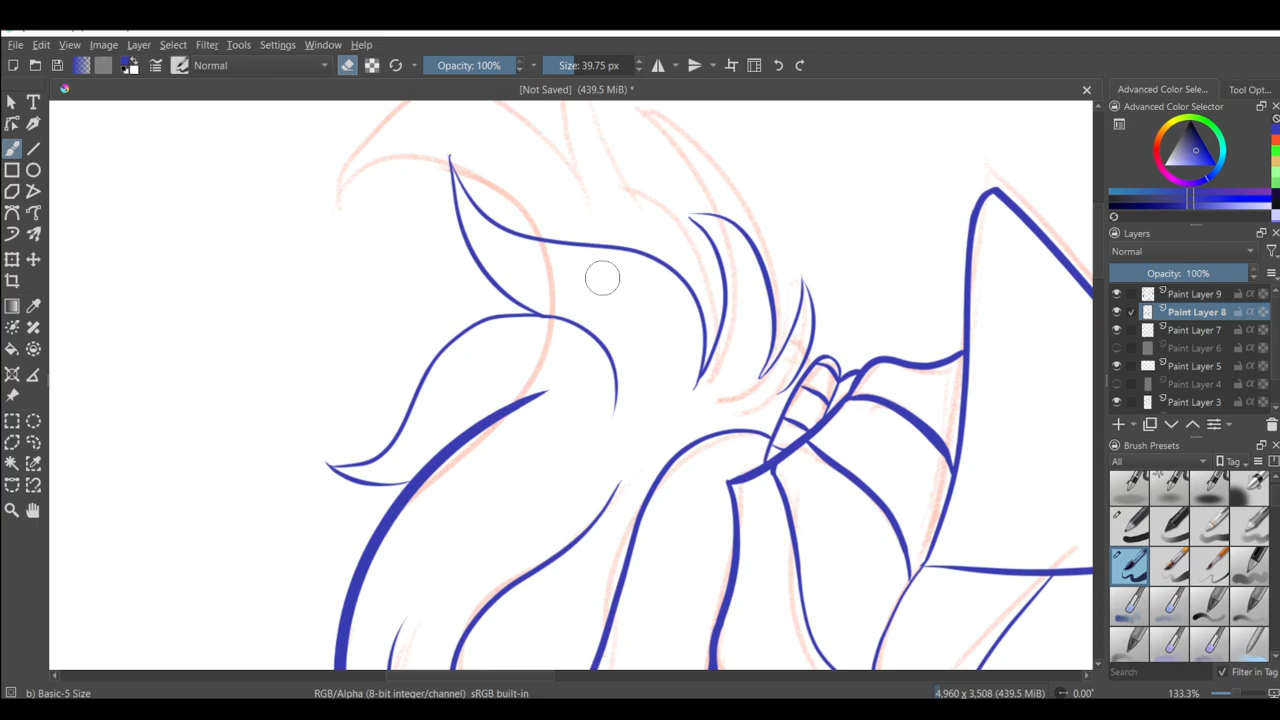 File Edit View Image Layer Select Filter Tools Settings Window Help
Normal Opacity: 100% Size: 39.75 px
[Not Saved] (439.5 MiB) *
Advanced Color Sele... Tool Opt...
Advanced Color Selector
Layers
Normal
Opacity: 100%
Paint Layer 9
Paint Layer 8
Paint Layer 7
Paint Layer 6
Paint Layer 5
Paint Layer 4
Paint Layer 3
Brush Presets
All Tag
Search Filter in Tag
b) Basic-5 Size RGB/Alpha (8-bit integer/channel) sRGB built-in 4,960 x 3,508 (439.5 MiB) 0.00° 133.3%